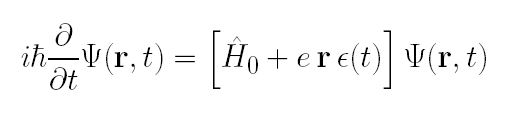 iħ ∂/∂t Ψ(r, t) = [Ĥ₀ + e r ϵ(t)] Ψ(r, t)